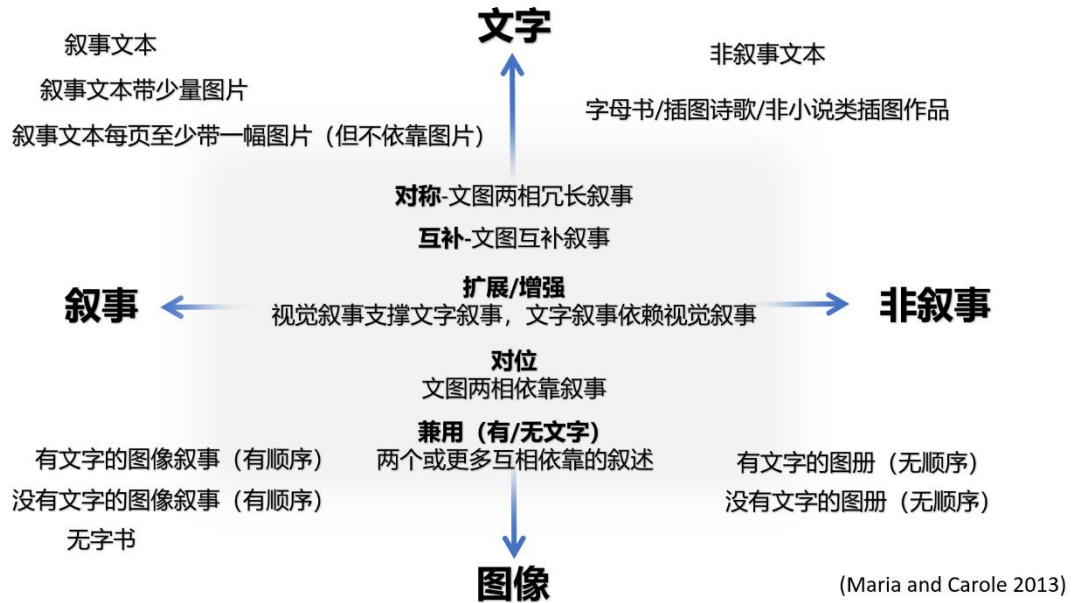 文字
叙事文本
叙事文本带少量图片
叙事文本每页至少带一幅图片（但不依靠图片）
非叙事文本
字母书/插图诗歌/非小说类插图作品
对称-文图两相冗长叙事
互补-文图互补叙事
叙事
扩展/增强
视觉叙事支撑文字叙事，文字叙事依赖视觉叙事
非叙事
对位
文图两相依靠叙事
兼用（有/无文字）
两个或更多互相依靠的叙述
有文字的图像叙事（有顺序）
没有文字的图像叙事（有顺序）
无字书
有文字的图册（无顺序）
没有文字的图册（无顺序）
图像
(Maria and Carole 2013)